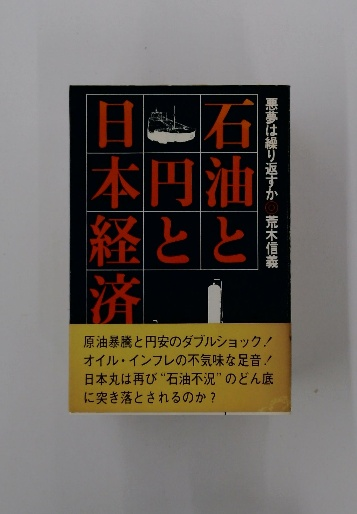 悪夢は繰り返すか 荒木信義
石油と
円と
日本経済
原油暴騰と円安のダブルショック!
オイル・インフレの不気味な足音!
日本丸は再び“石油不況”のどん底
に突き落とされるのか?